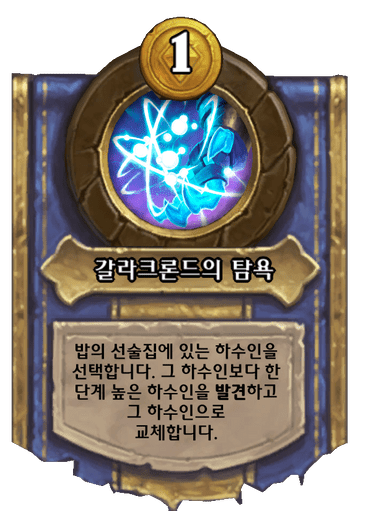 1
갈라크론드의 탐욕
밥의 선술집에 있는 하수인을
선택합니다. 그 하수인보다 한
단계 높은 하수인을 발견하고
그 하수인으로
교체합니다.